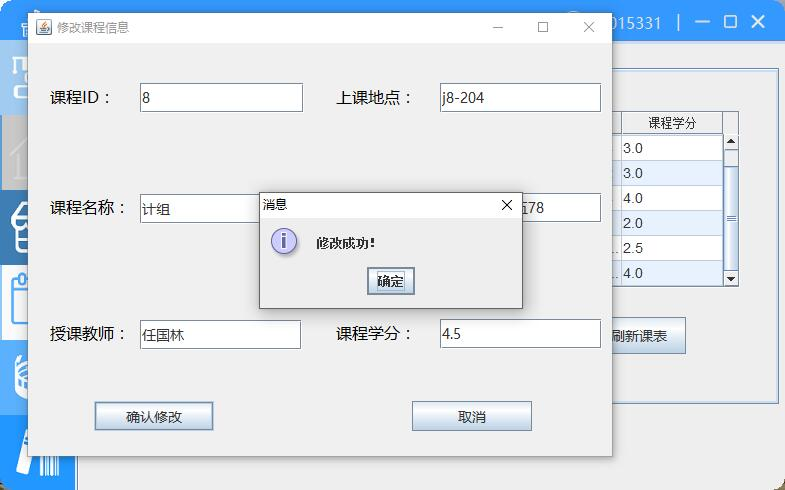 修改课程信息
015331
课程ID：
8
上课地点：
j8-204
课程学分
3.0
3.0
4.0
2.0
2.5
4.0
课程名称：
计组
78
消息
修改成功!
确定
授课教师：
任国林
课程学分：
4.5
刷新课表
确认修改
取消